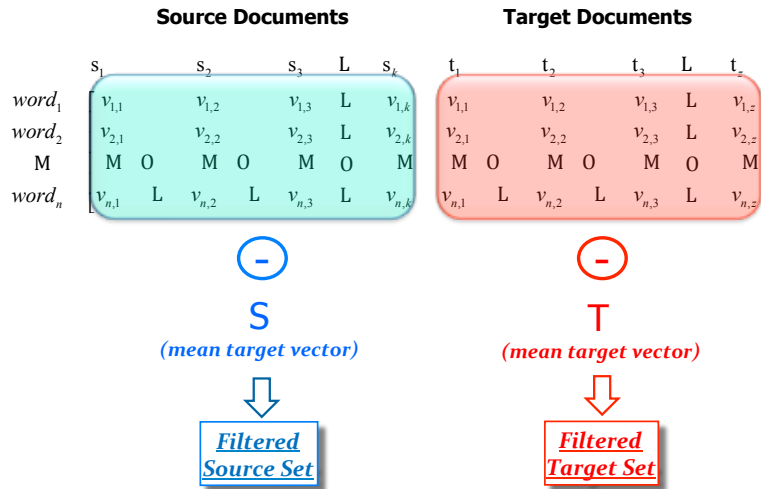 Source Documents Target Documents
s₁ s₂ s₃ L sₖ t₁ t₂ t₃ L t_z
word₁ v₁,₁ v₁,₂ v₁,₃ L v₁,ₖ v₁,₁ v₁,₂ v₁,₃ L v₁,z
word₂ v₂,₁ v₂,₂ v₂,₃ L v₂,ₖ v₂,₁ v₂,₂ v₂,₃ L v₂,z
M M O M O M O M M O M O M O M
wordₙ vₙ,₁ L vₙ,₂ L vₙ,₃ L vₙ,ₖ vₙ,₁ L vₙ,₂ L vₙ,₃ L vₙ,z
- -
S T
(mean target vector) (mean target vector)
Filtered Filtered
Source Set Target Set